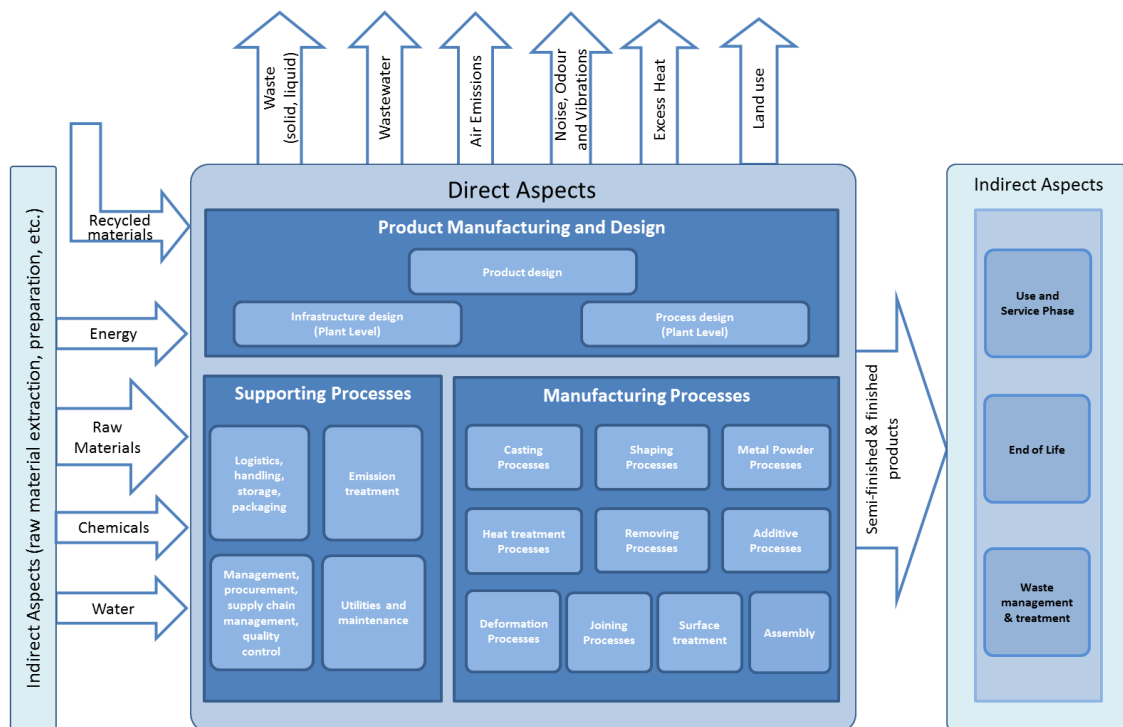 Waste
(solid, liquid)
Wastewater
Air Emissions
Noise, Odour
and Vibrations
Excess Heat
Land use
Indirect Aspects (raw material extraction, preparation, etc.)
Recycled
materials
Energy
Raw
Materials
Chemicals
Water
Direct Aspects
Product Manufacturing and Design
Product design
Infrastructure design
(Plant Level)
Process design
(Plant Level)
Supporting Processes
Logistics,
handling,
storage,
packaging
Emission
treatment
Management,
procurement,
supply chain
management,
quality
control
Utilities and
maintenance
Manufacturing Processes
Casting
Processes
Shaping
Processes
Metal Powder
Processes
Heat treatment
Processes
Removing
Processes
Additive
Processes
Deformation
Processes
Joining
Processes
Surface
treatment
Assembly
Semi-finished & finished
products
Indirect Aspects
Use and
Service Phase
End of Life
Waste
management
& treatment